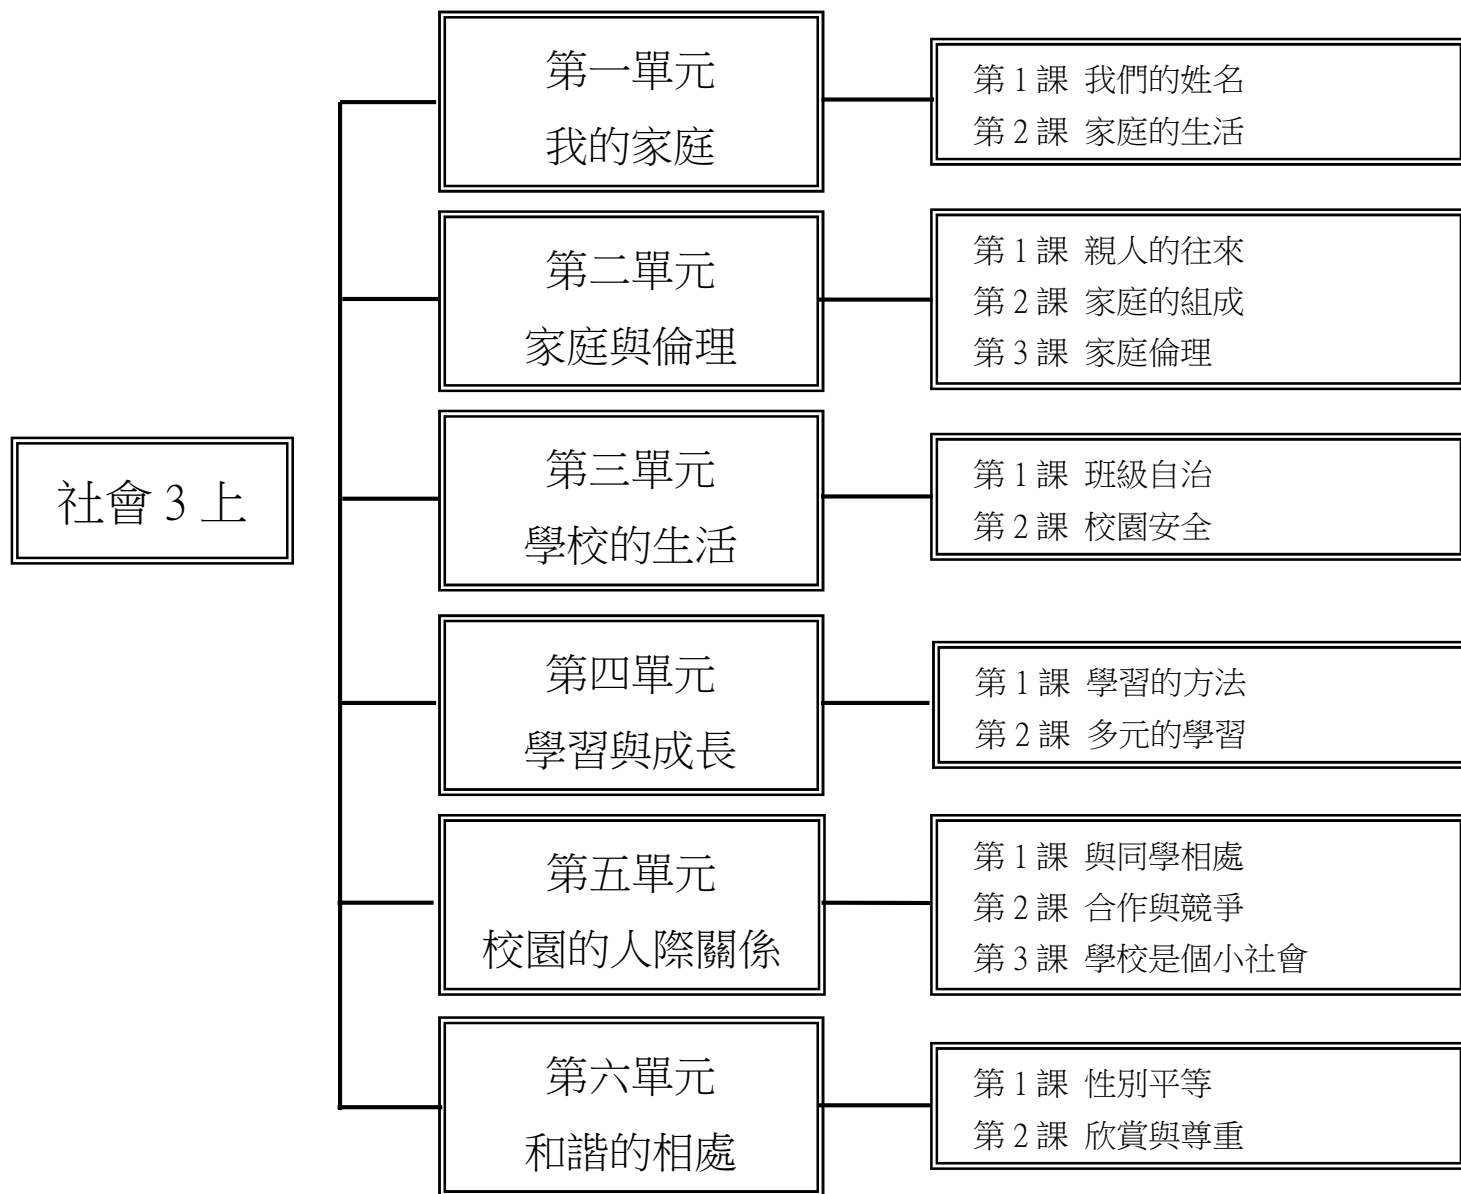 社會 3 上
第一單元
我的家庭
第 1 課 我們的姓名
第 2 課 家庭的生活
第二單元
家庭與倫理
第 1 課 親人的往來
第 2 課 家庭的組成
第 3 課 家庭倫理
第三單元
學校的生活
第 1 課 班級自治
第 2 課 校園安全
第四單元
學習與成長
第 1 課 學習的方法
第 2 課 多元的學習
第五單元
校園的人際關係
第 1 課 與同學相處
第 2 課 合作與競爭
第 3 課 學校是個小社會
第六單元
和諧的相處
第 1 課 性別平等
第 2 課 欣賞與尊重